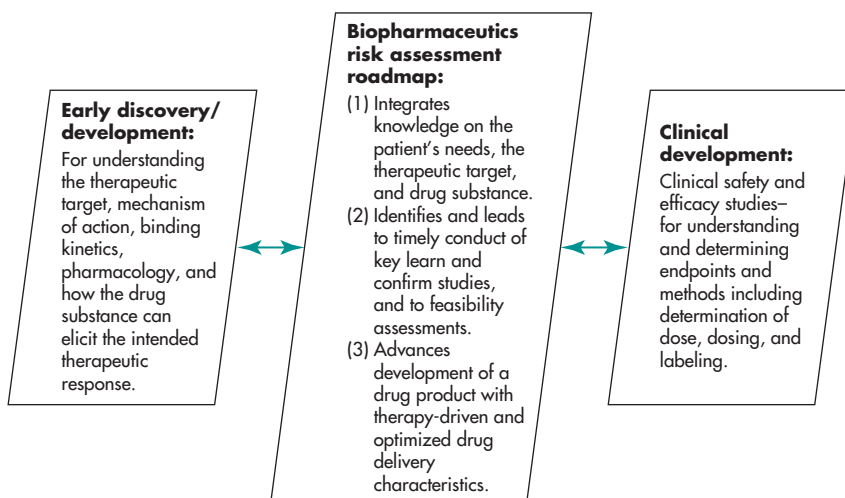 Early discovery/
development:
For understanding
the therapeutic
target, mechanism
of action, binding
kinetics,
pharmacology, and
how the drug
substance can
elicit the intended
therapeutic
response.
Biopharmaceutics
risk assessment
roadmap:
(1) Integrates
knowledge on the
patient's needs, the
therapeutic target,
and drug substance.
(2) Identifies and leads
to timely conduct of
key learn and
confirm studies,
and to feasibility
assessments.
(3) Advances
development of a
drug product with
therapy-driven and
optimized drug
delivery
characteristics.
Clinical
development:
Clinical safety and
efficacy studies–
for understanding
and determining
endpoints and
methods including
determination of
dose, dosing, and
labeling.